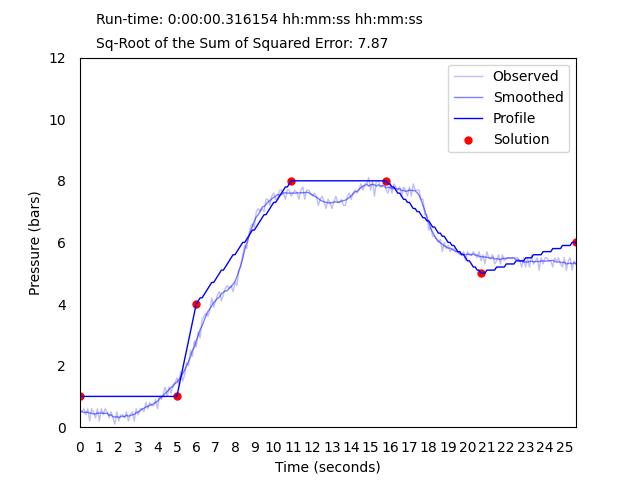 Run-time: 0:00:00.316154 hh:mm:ss hh:mm:ss
Sq-Root of the Sum of Squared Error: 7.87
Observed
Smoothed
Profile
Solution
12
10
8
6
4
2
0
Pressure (bars)
0 1 2 3 4 5 6 7 8 9 10 11 12 13 14 15 16 17 18 19 20 21 22 23 24 25
Time (seconds)